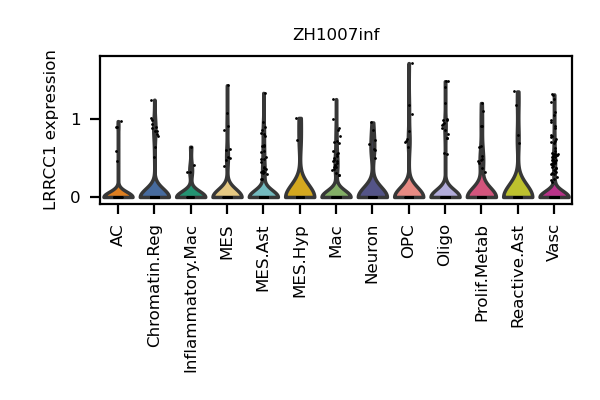 ZH1007inf
LRRCC1 expression
1
0
AC
Chromatin.Reg
Inflammatory.Mac
MES
MES.Ast
MES.Hyp
Mac
Neuron
OPC
Oligo
Prolif.Metab
Reactive.Ast
Vasc